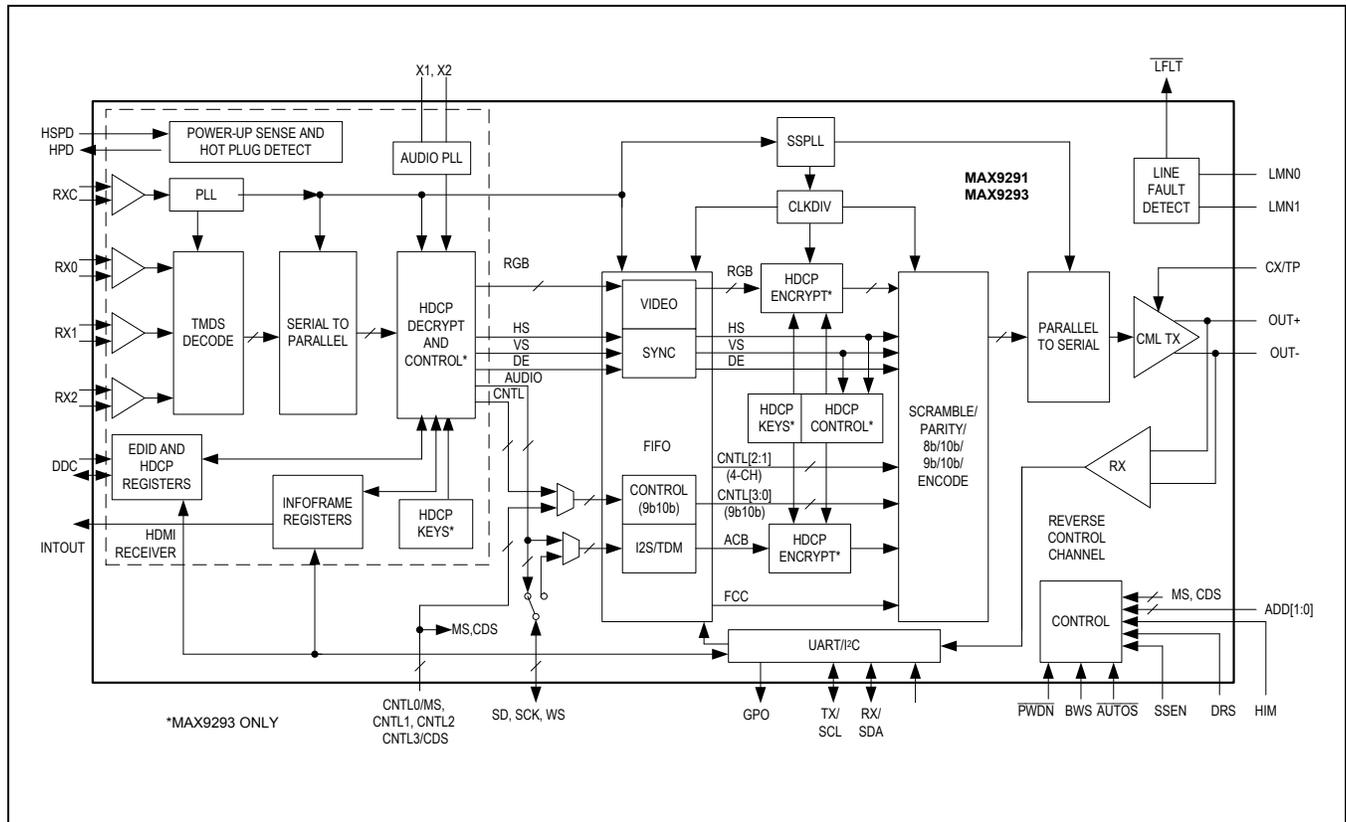 X1, X2
LFLT
HSPD
HPD
POWER-UP SENSE AND
HOT PLUG DETECT
AUDIO PLL
SSPLL
MAX9291
MAX9293
LINE
FAULT
DETECT
LMN0
LMN1
RXC
PLL
CLKDIV
RX0
RX1
RX2
TMDS
DECODE
SERIAL TO
PARALLEL
HDCP
DECRYPT
AND
CONTROL*
RGB
HS
VS
DE
AUDIO
CNTL
VIDEO
SYNC
FIFO
RGB
HDCP
ENCRYPT*
HS
VS
DE
HDCP
KEYS*
HDCP
CONTROL*
SCRAMBLE/
PARITY/
8b/10b/
9b/10b/
ENCODE
PARALLEL
TO SERIAL
CML TX
CX/TP
OUT+
OUT-
RX
DDC
EDID AND
HDCP
REGISTERS
INFOFRAME
REGISTERS
HDCP
KEYS*
INTOUT
HDMI
RECEIVER
CONTROL
(9b10b)
I2S/TDM
CNTL[2:1]
(4-CH)
CNTL[3:0]
(9b10b)
ACB
HDCP
ENCRYPT*
FCC
REVERSE
CONTROL
CHANNEL
MS,CDS
UART/I²C
CONTROL
MS, CDS
ADD[1:0]
*MAX9293 ONLY
CNTL0/MS,
CNTL1, CNTL2
CNTL3/CDS
SD, SCK, WS
GPO
TX/
SCL
RX/
SDA
PWDN
BWS
AUTOS
SSEN
DRS
HIM